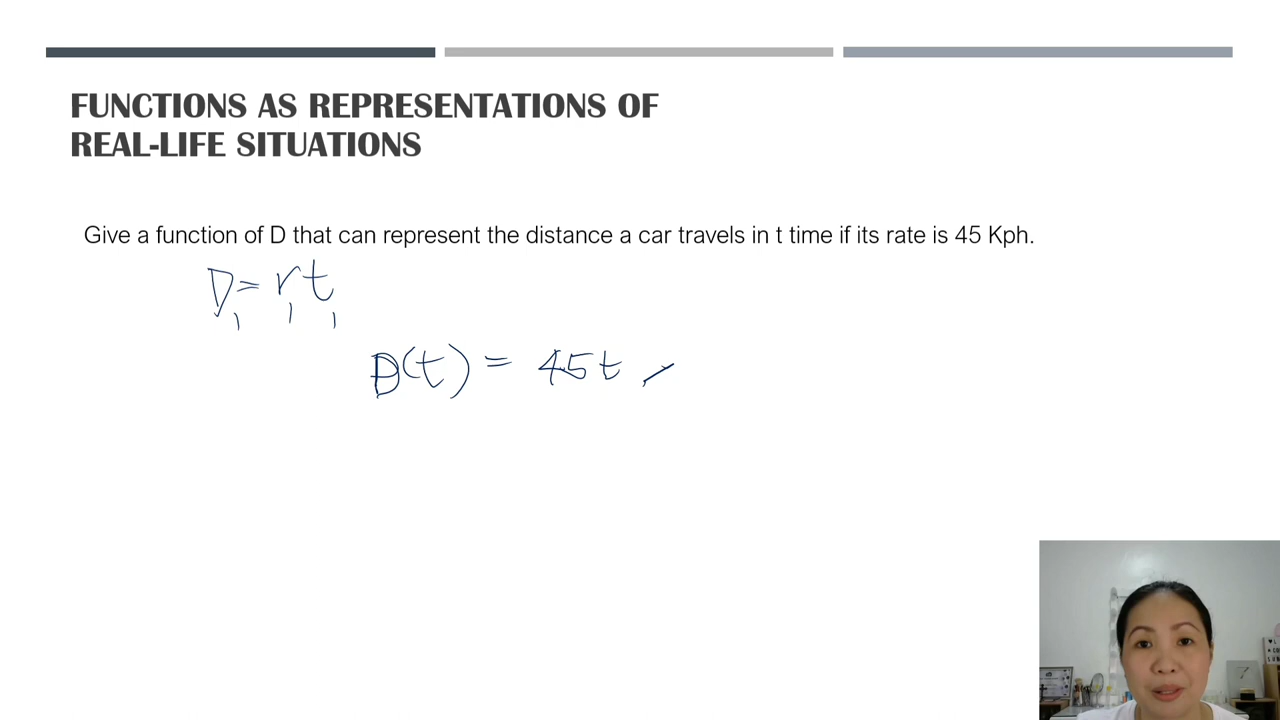 FUNCTIONS AS REPRESENTATIONS OF
REAL-LIFE SITUATIONS
Give a function of D that can represent the distance a car travels in t time if its rate is 45 Kph.
D = rt
D(t) = 45t